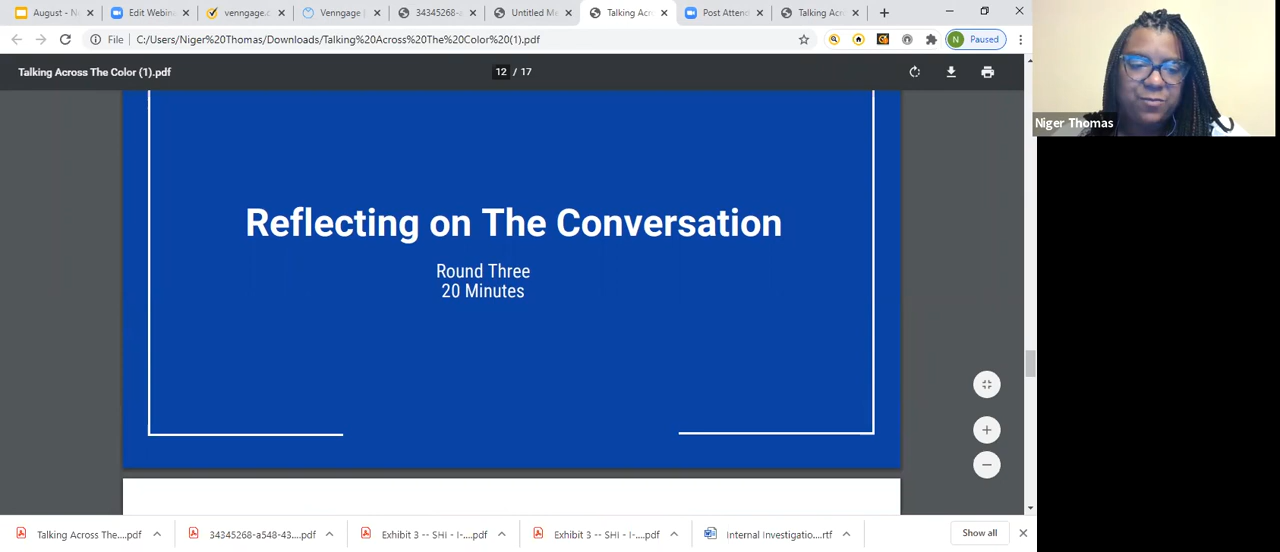 August - N
Edit Webina
venngage.c
Venngage |
34345268-
Untitled Me
Talking Acr
Post Attend
Talking Acr
File | C:/Users/Niger%20Thomas/Downloads/Talking%20Across%20The%20Color%20(1).pdf
N Paused
Talking Across The Color (1).pdf
12 / 17
Niger Thomas
Reflecting on The Conversation
Round Three
20 Minutes
Talking Across The....pdf
34345268-a548-43....pdf
Exhibit 3 -- SHI - I-....pdf
Exhibit 3 -- SHI - I-....pdf
Internal Investigatio....rtf
Show all